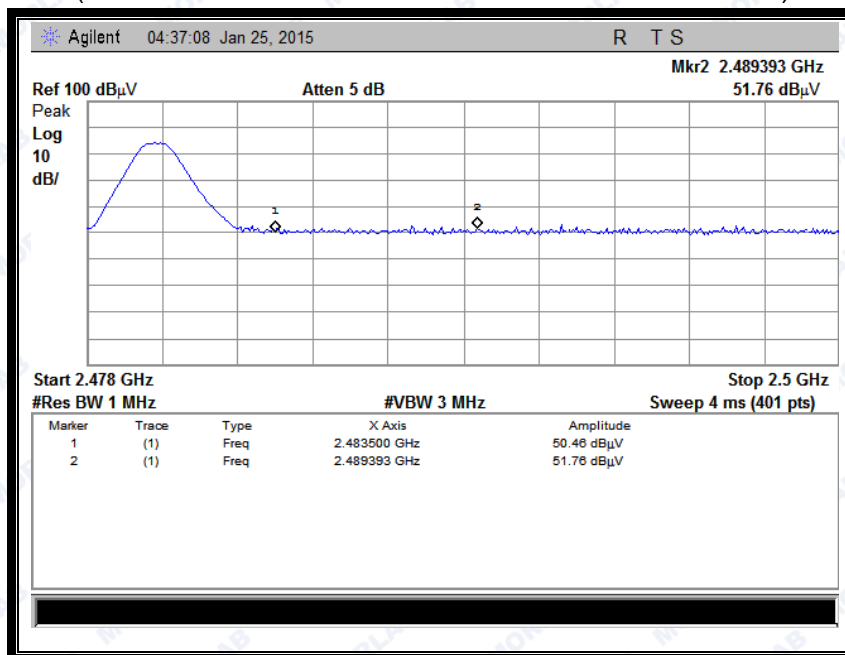 Agilent 04:37:08 Jan 25, 2015 R T S
Mkr2 2.489393 GHz
Ref 100 dBµV Atten 5 dB 51.76 dBµV
Peak
Log
10
dB/
1
2
Start 2.478 GHz Stop 2.5 GHz
#Res BW 1 MHz #VBW 3 MHz Sweep 4 ms (401 pts)
Marker Trace Type X Axis Amplitude
1 (1) Freq 2.483500 GHz 50.46 dBµV
2 (1) Freq 2.489393 GHz 51.76 dBµV